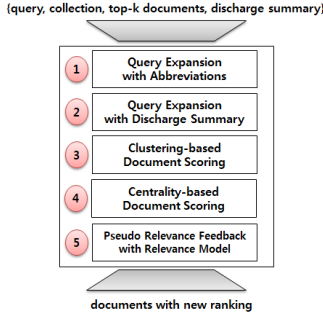 (query, collection, top-k documents, discharge summary)
1
Query Expansion
with Abbreviations
2
Query Expansion
with Discharge Summary
3
Clustering-based
Document Scoring
4
Centrality-based
Document Scoring
5
Pseudo Relevance Feedback
with Relevance Model
documents with new ranking